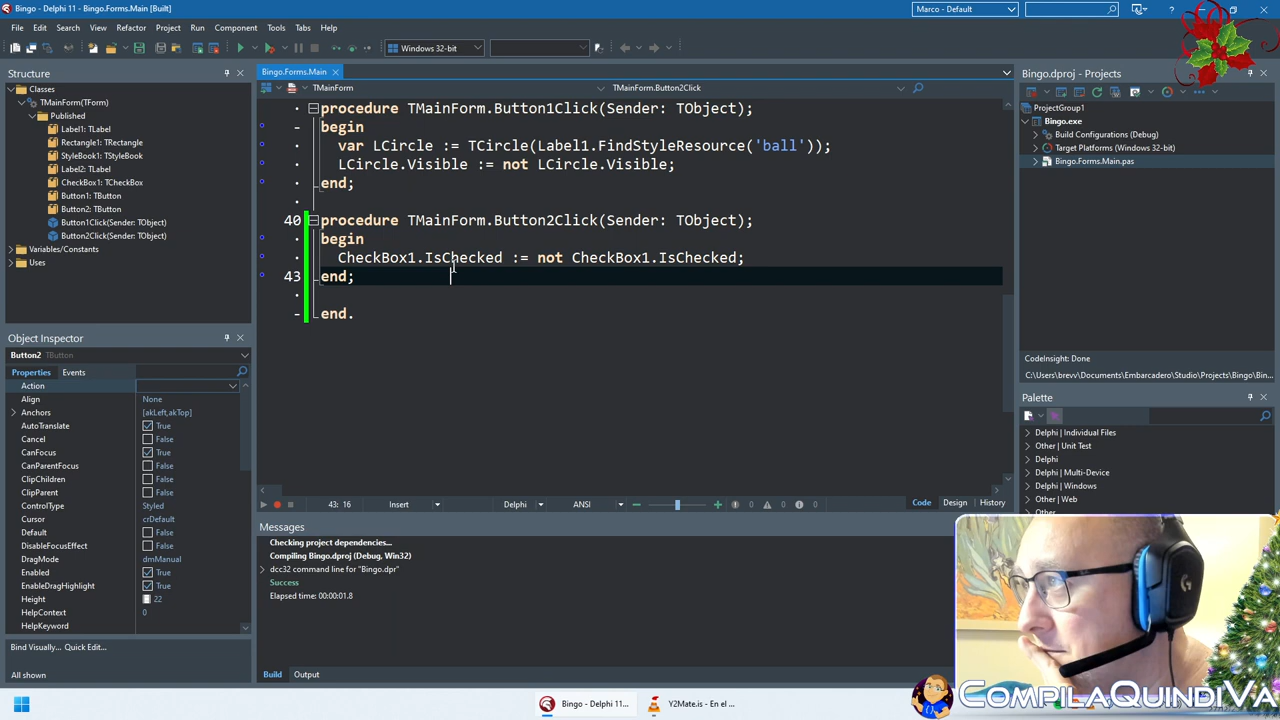 Bingo - Delphi 11 - Bingo.Forms.Main [Built]
Marco - Default
File Edit Search View Refactor Project Run Component Tools Tabs Help
Windows 32-bit
Structure
Classes
TMainForm(TForm)
Published
Label1: TLabel
Rectangle1: TRectangle
StyleBook1: TStyleBook
Label2: TLabel
CheckBox1: TCheckBox
Button1: TButton
Button2: TButton
Button1Click(Sender: TObject)
Button2Click(Sender: TObject)
Variables/Constants
Uses
Object Inspector
Button2 TButton
Properties Events
Action
Align None
Anchors [akLeft,akTop]
AutoTranslate True
Cancel False
CanFocus True
CanParentFocus False
ClipChildren False
ClipParent False
ControlType Styled
Cursor crDefault
Default False
DisableFocusEffect False
DragMode dmManual
Enabled True
EnableDragHighlight True
Height 22
HelpContext 0
HelpKeyword
Bind Visually... Quick Edit...
All shown
Bingo.Forms.Main
TMainForm TMainForm.Button2Click
procedure TMainForm.Button1Click(Sender: TObject);
begin
var LCircle := TCircle(Label1.FindStyleResource('ball'));
LCircle.Visible := not LCircle.Visible;
end;
40 procedure TMainForm.Button2Click(Sender: TObject);
begin
CheckBox1.IsChecked := not CheckBox1.IsChecked;
43 end;
end.
43: 16 Insert Delphi ANSI 0 0 0 Code Design History
Messages
Checking project dependencies...
Compiling Bingo.dproj (Debug, Win32)
dcc32 command line for "Bingo.dpr"
Success
Elapsed time: 00:00:01.8
Build Output
Bingo.dproj - Projects
ProjectGroup1
Bingo.exe
Build Configurations (Debug)
Target Platforms (Windows 32-bit)
Bingo.Forms.Main.pas
CodeInsight: Done
C:\Users\brevv\Documents\Embarcadero\Studio\Projects\Bingo\Bin...
Palette
Delphi | Individual Files
Other | Unit Test
Delphi
Delphi | Multi-Device
Delphi | Windows
Other | Web
Other
Bingo - Delphi 11...
Y2Mate.is - En el ...
CompilaQuindiVa